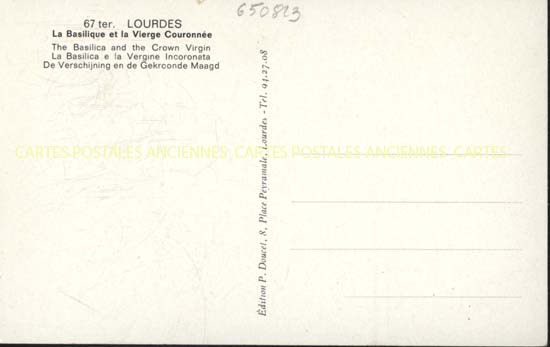 650823
67 ter. LOURDES
La Basilique et la Vierge Couronnée
The Basilica and the Crown Virgin
La Basilica e la Vergine Incoronata
De Verschijning en de Gekrconde Maagd
CARTES POSTALES ANCIENNES CARTES POSTALES ANCIENNES CARTES
Édition P. Doucet, 8, Place Peyramale, Lourdes - Tél. 94.27.08